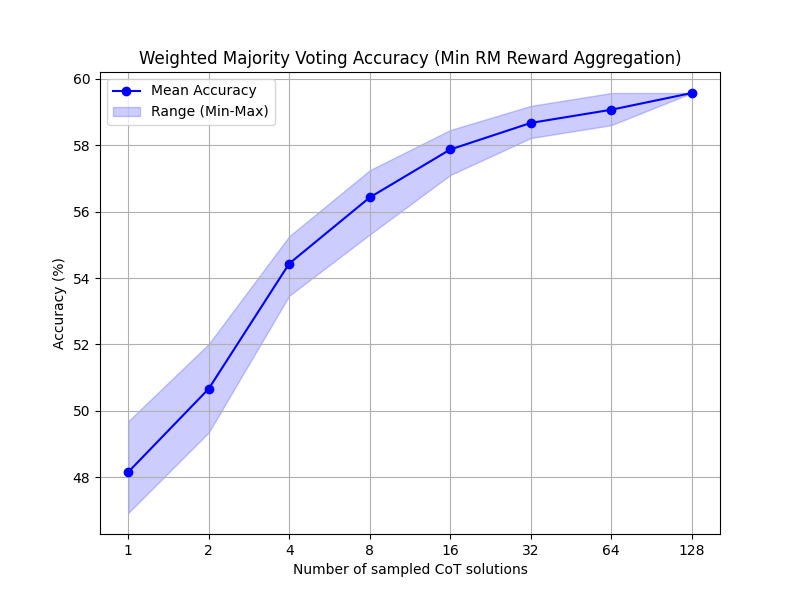 Weighted Majority Voting Accuracy (Min RM Reward Aggregation)
Mean Accuracy
Range (Min-Max)
60
58
56
54
52
50
48
Accuracy (%)
1 2 4 8 16 32 64 128
Number of sampled CoT solutions